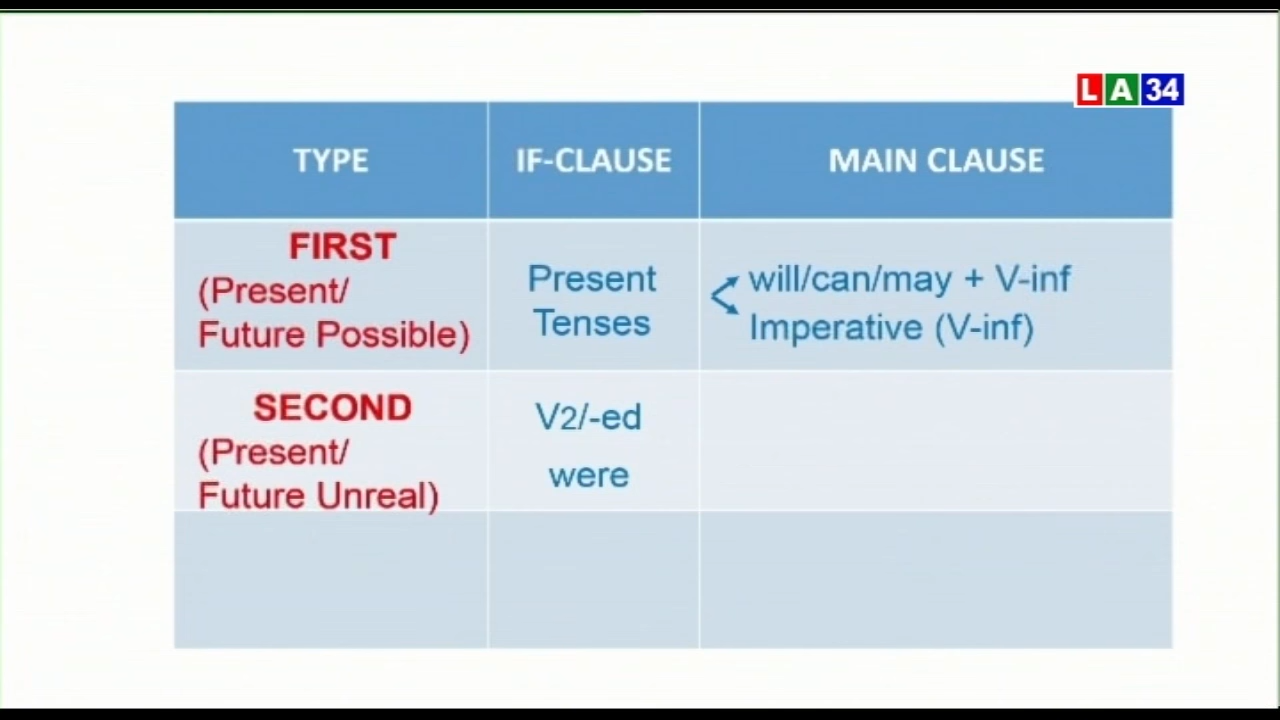 LA34
TYPE
IF-CLAUSE
MAIN CLAUSE
FIRST
(Present/
Future Possible)
Present
Tenses
will/can/may + V-inf
Imperative (V-inf)
SECOND
(Present/
Future Unreal)
V2/-ed
were